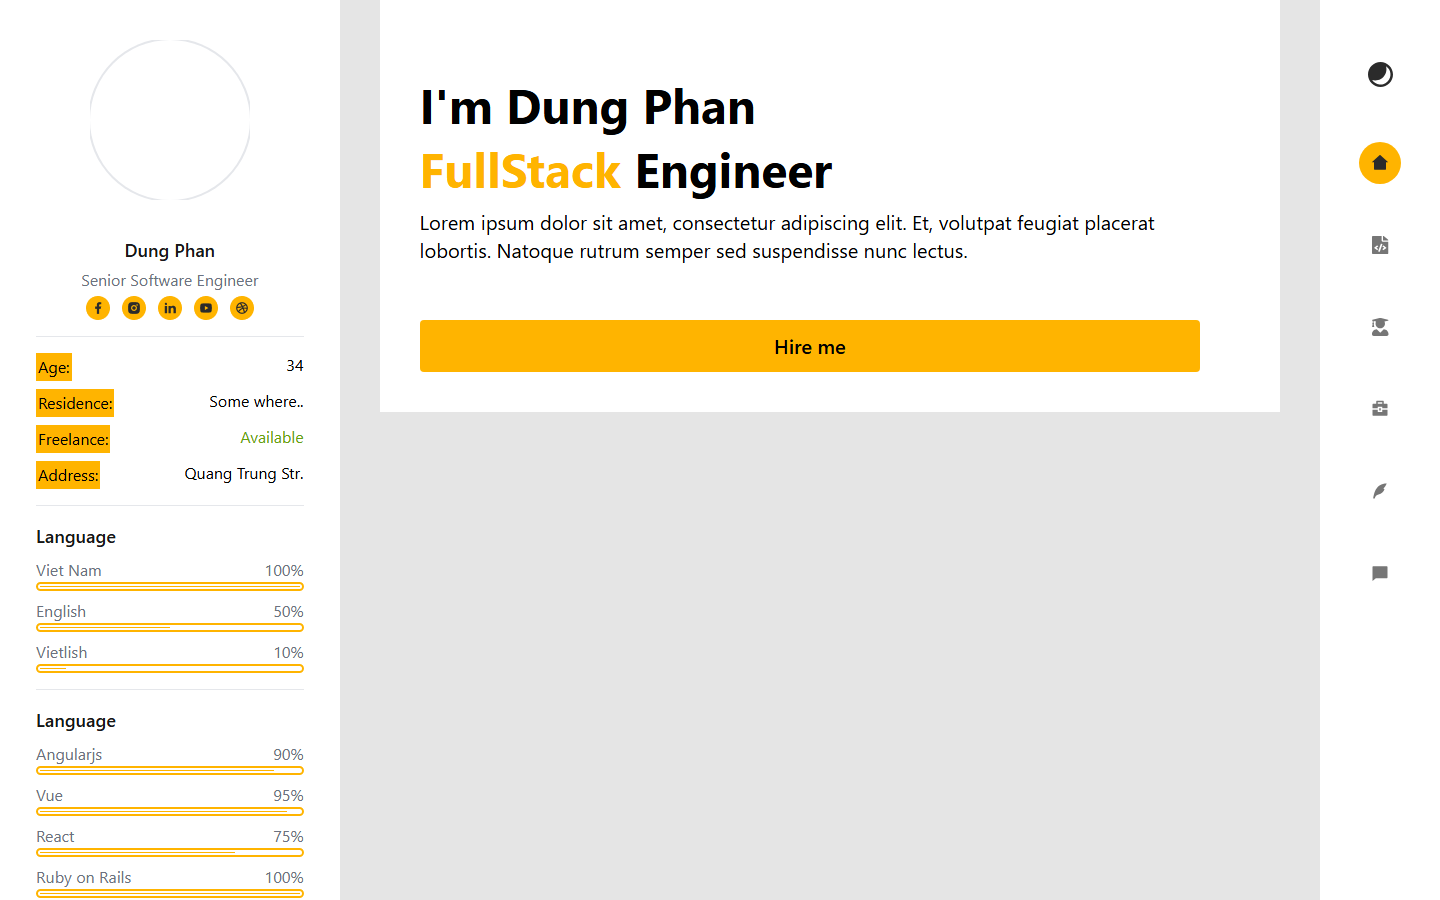 Dung Phan
Senior Software Engineer
Age: 34
Residence: Some where..
Freelance: Available
Address: Quang Trung Str.
Language
Viet Nam 100%
English 50%
Vietlish 10%
Language
Angularjs 90%
Vue 95%
React 75%
Ruby on Rails 100%
I'm Dung Phan
FullStack Engineer
Lorem ipsum dolor sit amet, consectetur adipiscing elit. Et, volutpat feugiat placerat
lobortis. Natoque rutrum semper sed suspendisse nunc lectus.
Hire me